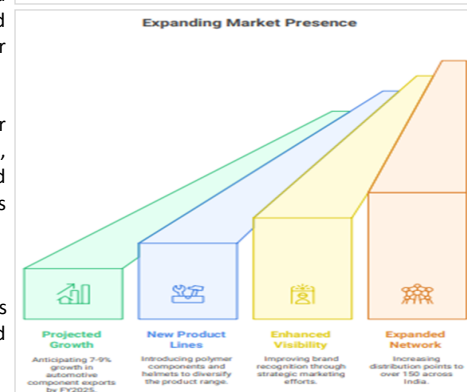 Expanding Market Presence
Projected
Growth
Anticipating 7-9%
growth in
automotive
component exports
by FY2025.
New Product
Lines
Introducing polymer
components and
helmets to diversify
the product range.
Enhanced
Visibility
Improving brand
recognition through
strategic marketing
efforts.
Expanded
Network
Increasing
distribution points to
over 150 across
India.